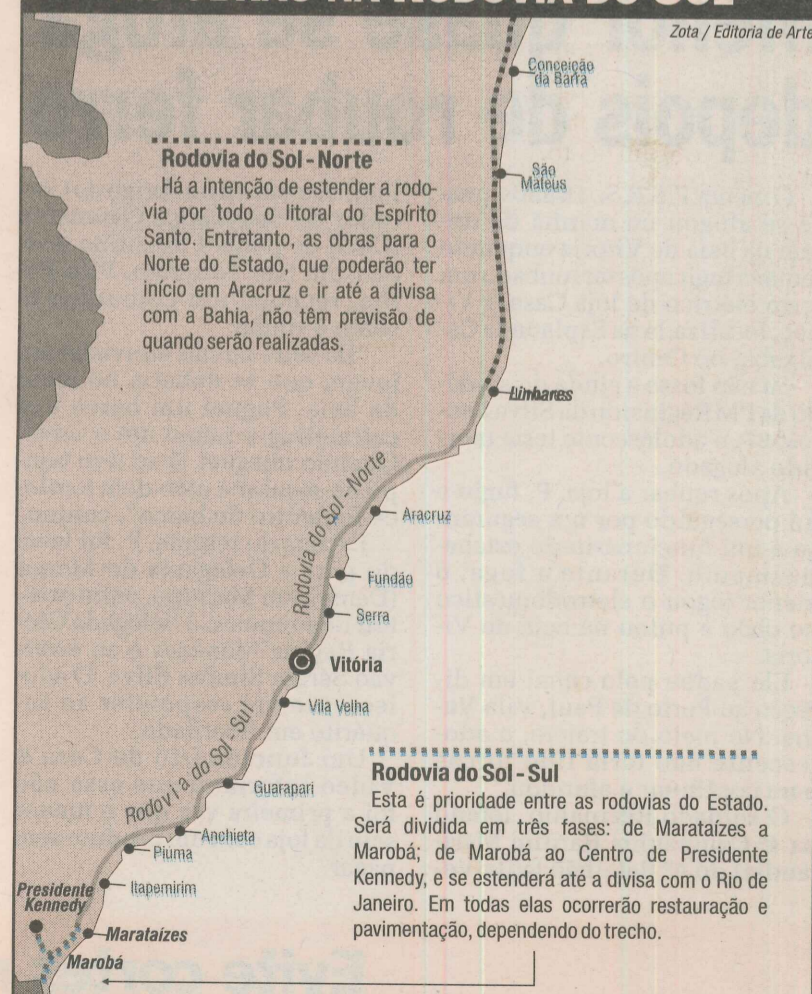 NA RODOVIA DO SOL
Zota / Editoria de Arte
Conceição
da Barra
São
Mateus
Rodovia do Sol - Norte
Há a intenção de estender a rodo-
via por todo o litoral do Espírito
Santo. Entretanto, as obras para o
Norte do Estado, que poderão ter
início em Aracruz e ir até a divisa
com a Bahia, não têm previsão de
quando serão realizadas.
Linhares
Rodovia do Sol - Norte
Aracruz
Fundão
Serra
Vitória
Vila Velha
Rodovia do Sol - Sul
Guarapari
Anchieta
Piuma
Itapemirim
Presidente
Kennedy
Marataízes
Marobá
Rodovia do Sol - Sul
Esta é prioridade entre as rodovias do Estado.
Será dividida em três fases: de Marataízes a
Marobá; de Marobá ao Centro de Presidente
Kennedy, e se estenderá até a divisa com o Rio de
Janeiro. Em todas elas ocorrerão restauração e
pavimentação, dependendo do trecho.